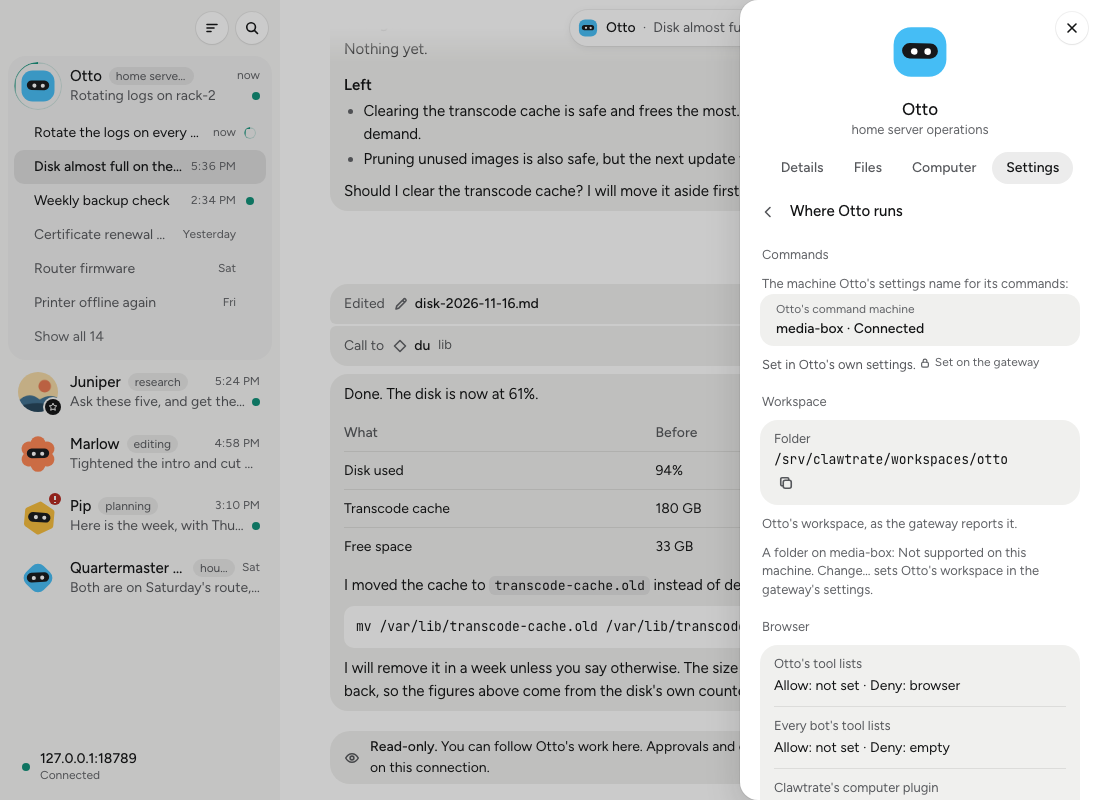 Otto home serve... now
Rotating logs on rack-2
Rotate the logs on every ... now
Disk almost full on the... 5:36 PM
Weekly backup check 2:34 PM
Certificate renewal ... Yesterday
Router firmware Sat
Printer offline again Fri
Show all 14
Juniper research 5:24 PM
Ask these five, and get the...
Marlow editing 4:58 PM
Tightened the intro and cut ...
Pip planning 3:10 PM
Here is the week, with Thu...
Quartermaster ... hou... Sat
Both are on Saturday's route,...
127.0.0.1:18789
Connected
Otto · Disk almost fu
Nothing yet.
Left
Clearing the transcode cache is safe and frees the most.
demand.
Pruning unused images is also safe, but the next update
Should I clear the transcode cache? I will move it aside first
Edited disk-2026-11-16.md
Call to du lib
Done. The disk is now at 61%.
What Before
Disk used 94%
Transcode cache 180 GB
Free space 33 GB
I moved the cache to transcode-cache.old instead of de
mv /var/lib/transcode-cache.old /var/lib/transcod
I will remove it in a week unless you say otherwise. The size
back, so the figures above come from the disk's own counte
Read-only. You can follow Otto's work here. Approvals and
on this connection.
Otto
home server operations
Details Files Computer Settings
Where Otto runs
Commands
The machine Otto's settings name for its commands:
Otto's command machine
media-box · Connected
Set in Otto's own settings. Set on the gateway
Workspace
Folder
/srv/clawtrate/workspaces/otto
Otto's workspace, as the gateway reports it.
A folder on media-box: Not supported on this
machine. Change... sets Otto's workspace in the
gateway's settings.
Browser
Otto's tool lists
Allow: not set · Deny: browser
Every bot's tool lists
Allow: not set · Deny: empty
Clawtrate's computer plugin